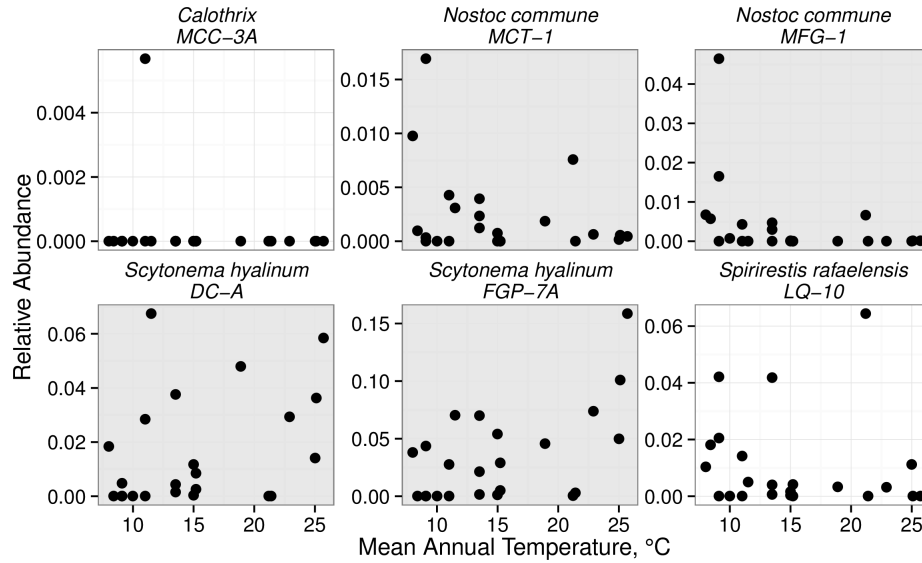 Calothrix
MCC−3A
Nostoc commune
MCT−1
Nostoc commune
MFG−1
0.004
0.002
0.000
0.015
0.010
0.005
0.000
0.04
0.03
0.02
0.01
0.00
Relative Abundance
Scytonema hyalinum
DC−A
Scytonema hyalinum
FGP−7A
Spirirestis rafaelensis
LQ−10
0.06
0.04
0.02
0.00
0.15
0.10
0.05
0.00
0.06
0.04
0.02
0.00
10 15 20 25
10 15 20 25
10 15 20 25
Mean Annual Temperature, °C